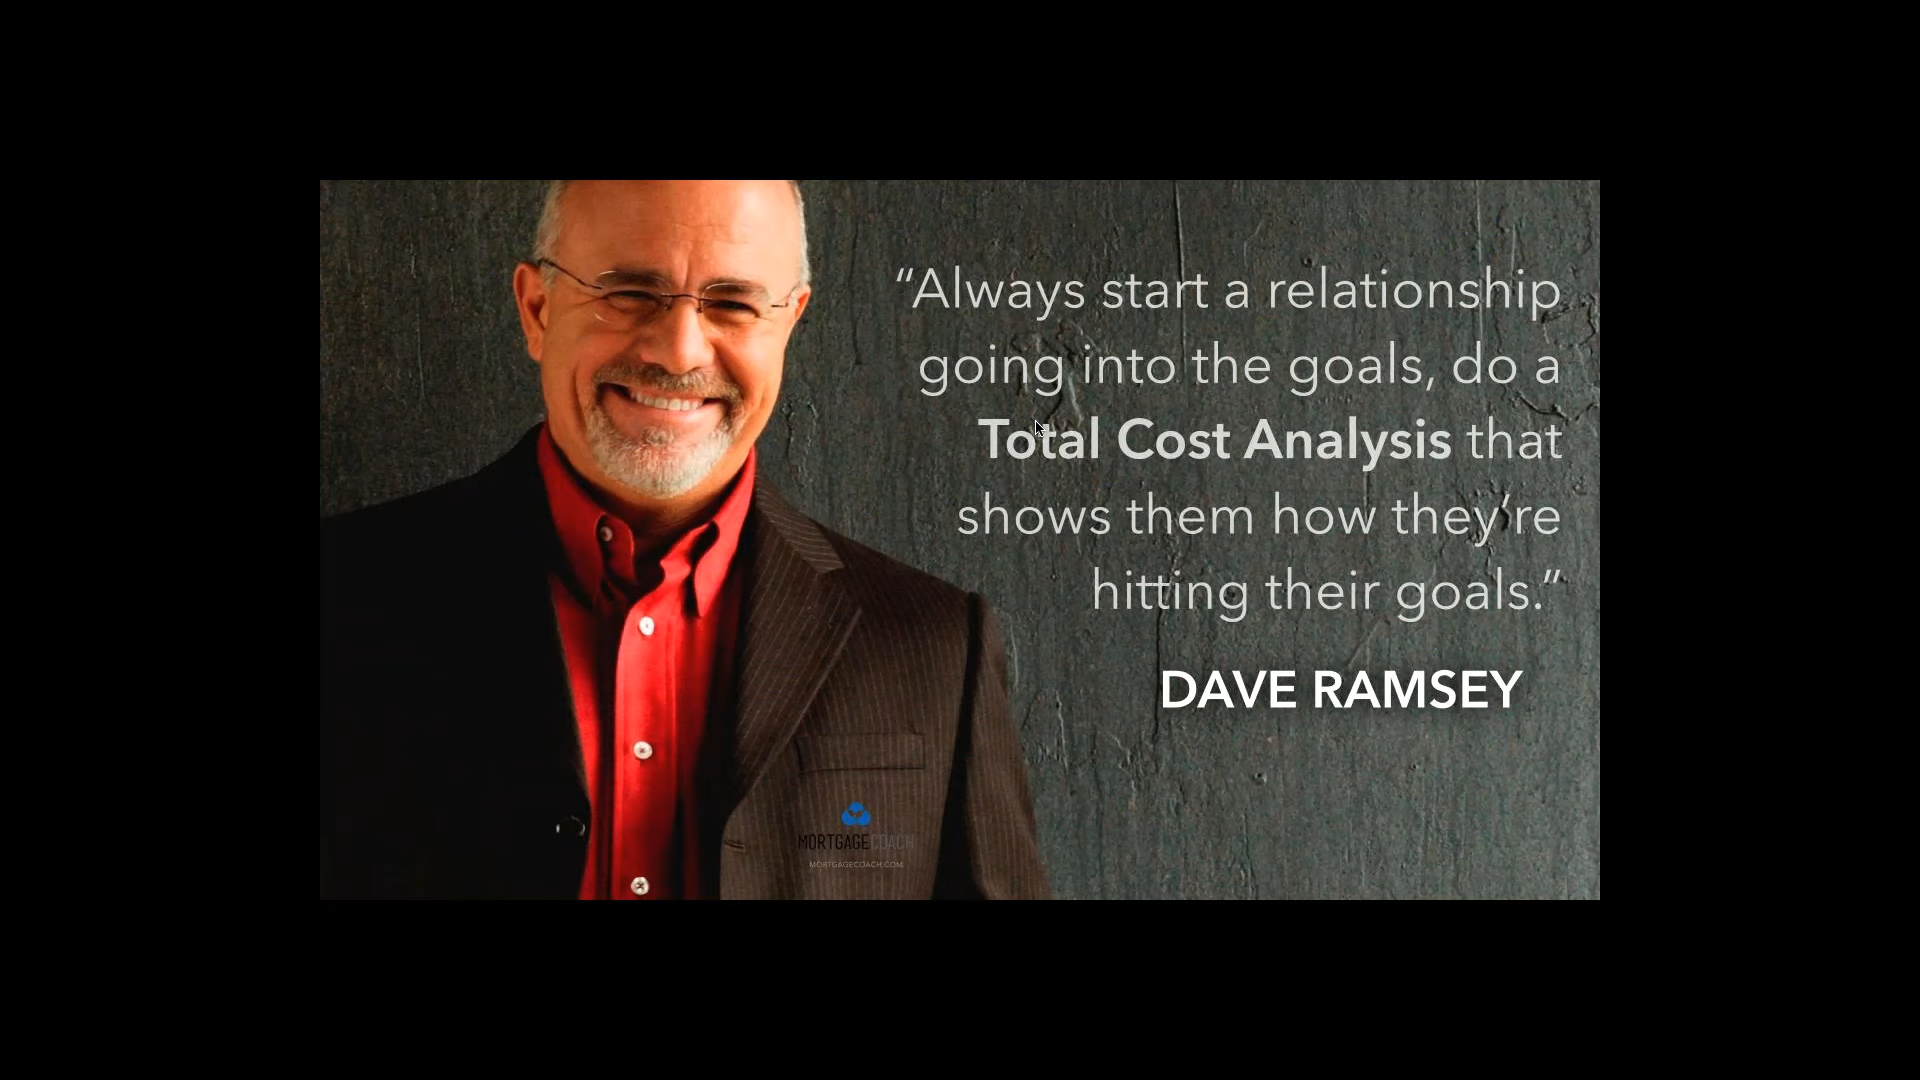 “Always start a relationship
going into the goals, do a
Total Cost Analysis that
shows them how they’re
hitting their goals.”
DAVE RAMSEY
MORTGAGECOACH
MORTGAGECOACH.COM